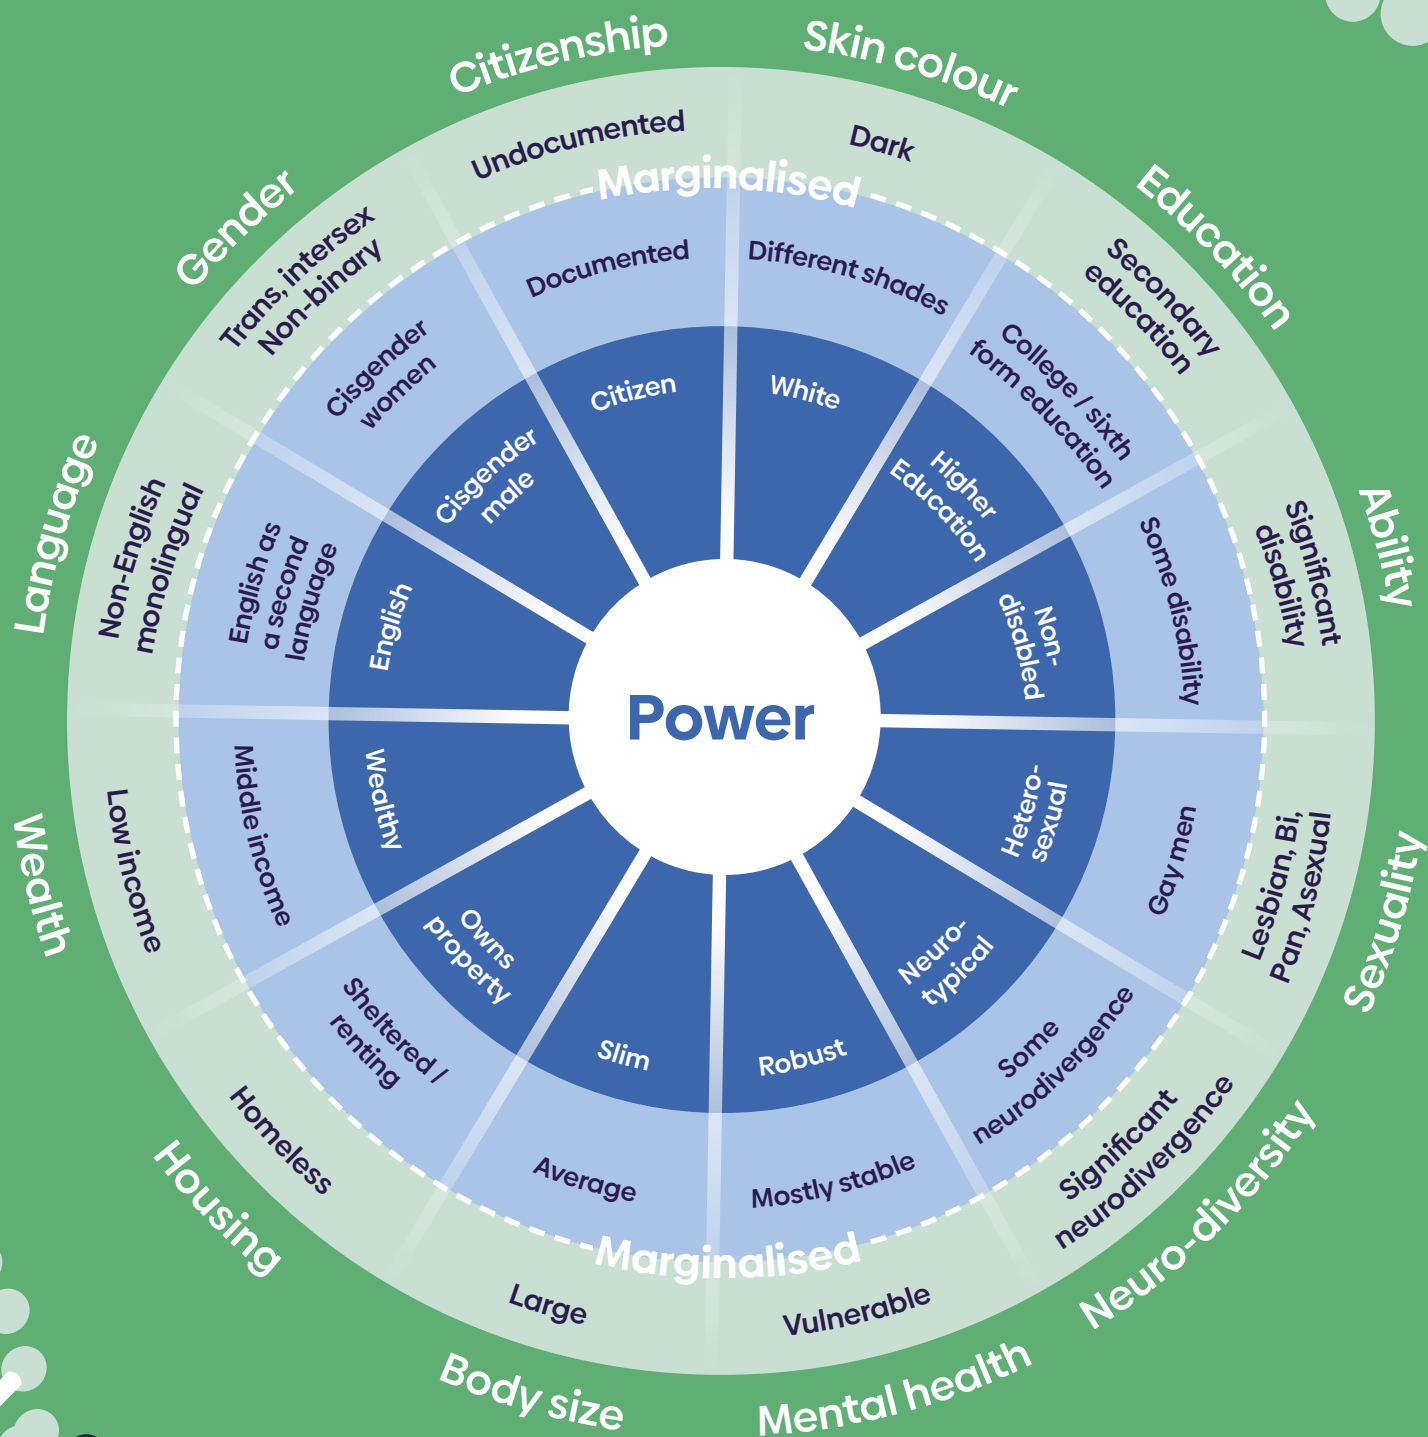 Citizenship
Skin colour
Education
Ability
Sexuality
Neuro-diversity
Mental health
Body size
Housing
Wealth
Language
Gender
Marginalised
Undocumented
Dark
Secondary
education
Significant
disability
Lesbian, Bi,
Pan, Asexual
Significant
neurodivergence
Vulnerable
Large
Homeless
Low income
Non-English
monolingual
Trans, intersex
Non-binary
Documented
Different shades
College / sixth
form education
Some disability
Gay men
Some
neurodivergence
Mostly stable
Average
Sheltered /
renting
Middle income
English as
a second
language
Cisgender
women
Citizen
White
Higher
Education
Non-
disabled
Hetero-
sexual
Neuro-
typical
Robust
Slim
Owns
property
Wealthy
English
Cisgender
male
Power
Marginalised